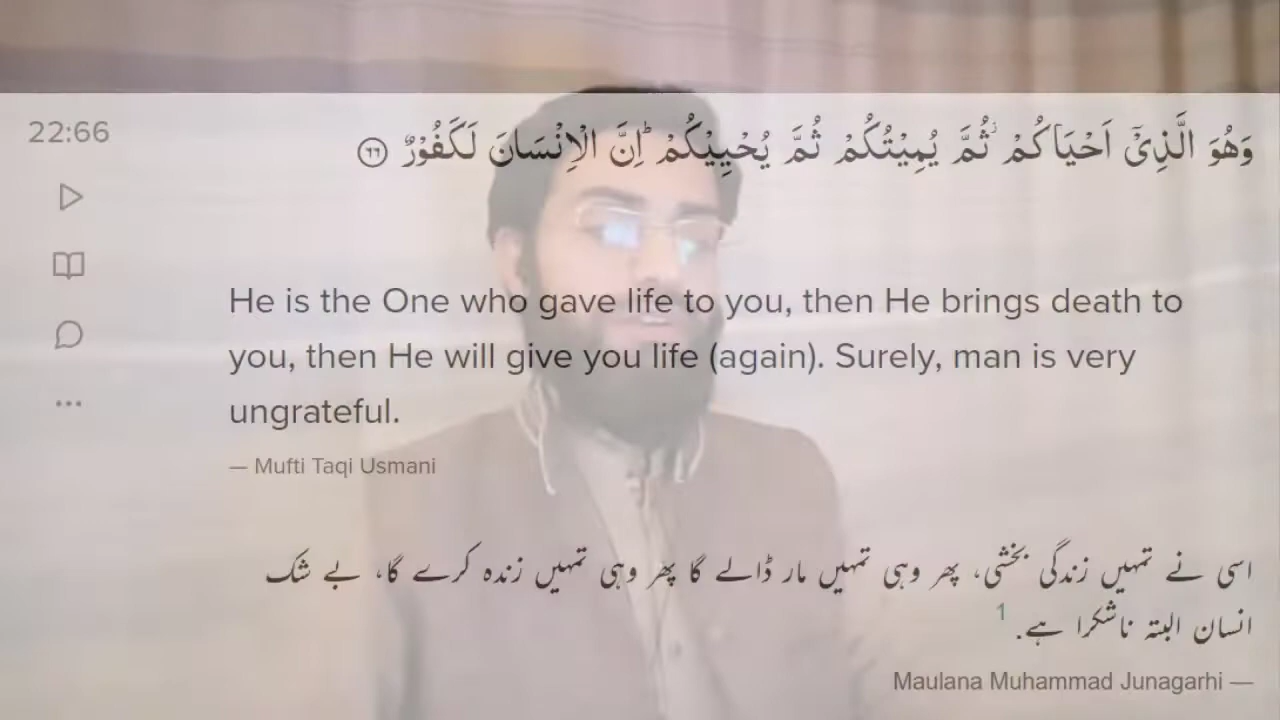 22:66
وَهُوَ الَّذِیْۤ اَحْیَاكُمْ ؗ ثُمَّ یُمِیْتُكُمْ ثُمَّ یُحْیِیْكُمْ ؕ اِنَّ الْاِنْسَانَ لَكَفُوْرٌ ۟۶۶
He is the One who gave life to you, then He brings death to
you, then He will give you life (again). Surely, man is very
ungrateful.
— Mufti Taqi Usmani
اسی نے تمہیں زندگی بخشی، پھر وہی تمہیں مار ڈالے گا پھر وہی تمہیں زنده کرے گا، بے شک
انسان البتہ ناشکرا ہے. 1
Maulana Muhammad Junagarhi —